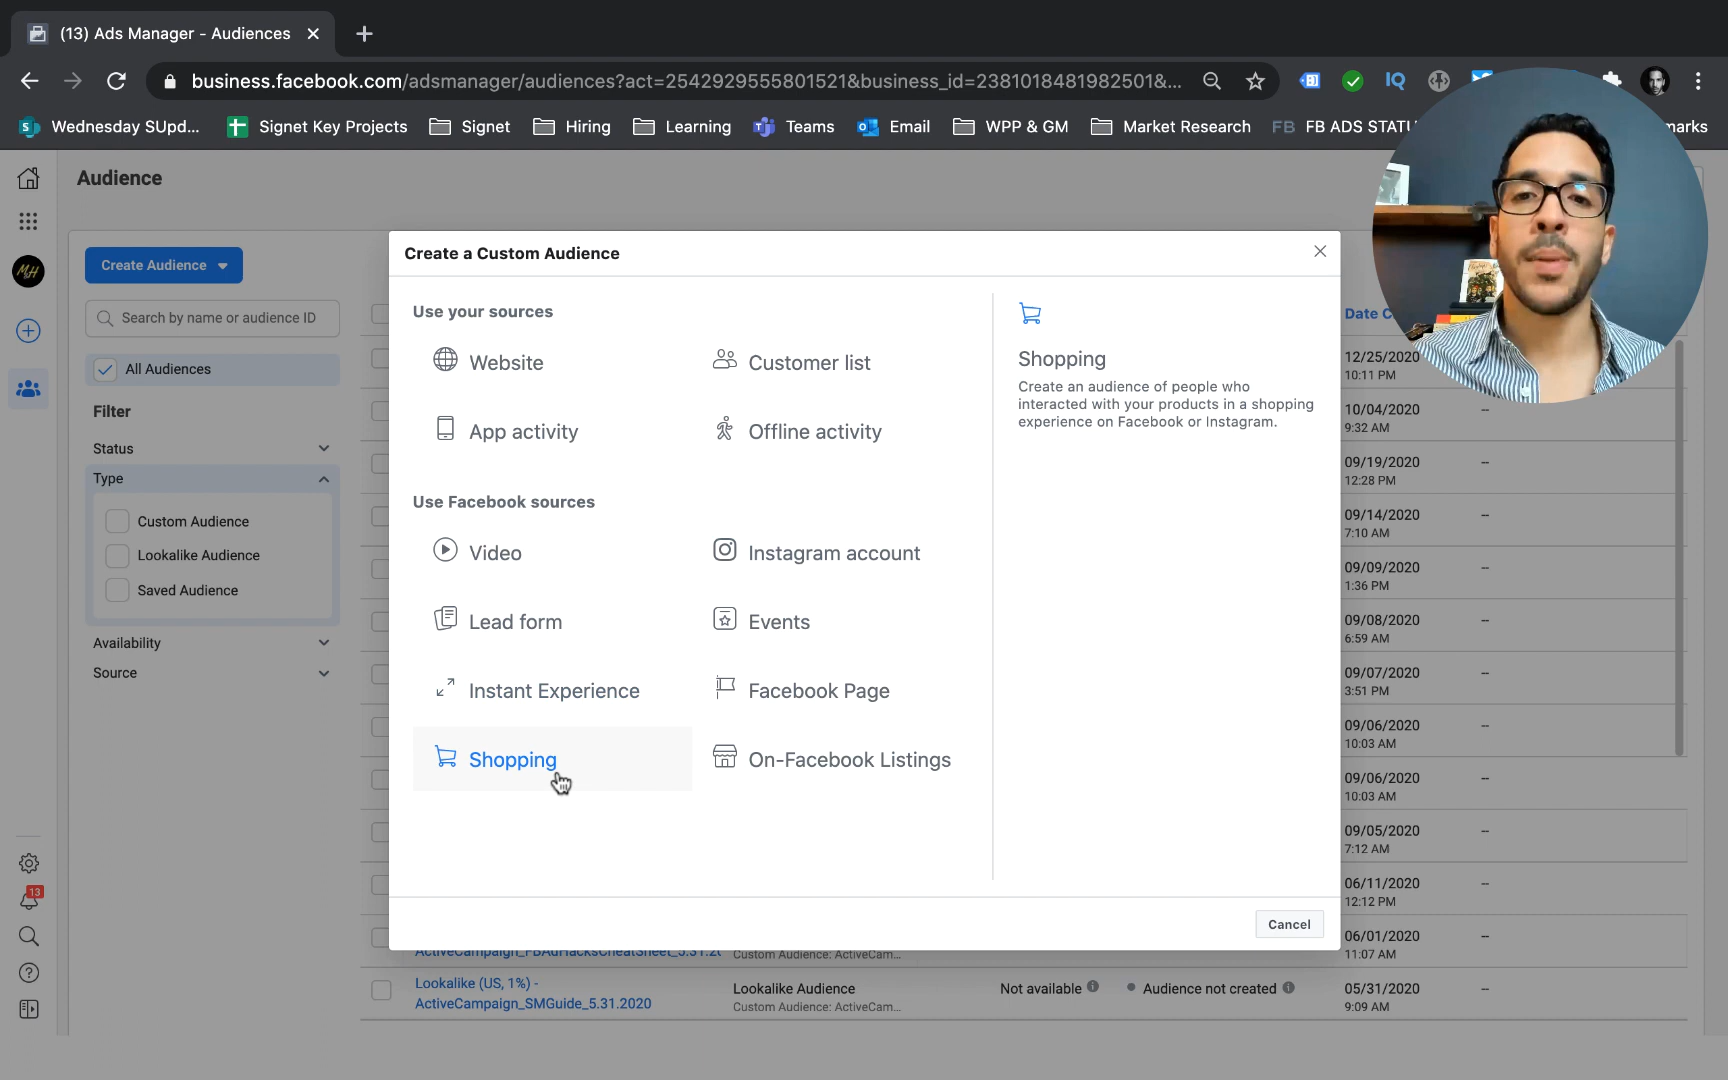 (13) Ads Manager - Audiences
business.facebook.com/adsmanager/audiences?act=2542929555801521&business_id=2381018481982501&...
IQ
Wednesday SUpd...
Signet Key Projects
Signet
Hiring
Learning
Teams
Email
WPP & GM
Market Research
FB FB ADS STATU
marks
Audience
MH
Create Audience
Search by name or audience ID
All Audiences
Filter
Status
Type
Custom Audience
Lookalike Audience
Saved Audience
Availability
Source
13
Create a Custom Audience
Use your sources
Website
Customer list
App activity
Offline activity
Use Facebook sources
Video
Instagram account
Lead form
Events
Instant Experience
Facebook Page
Shopping
On-Facebook Listings
Shopping
Create an audience of people who
interacted with your products in a shopping
experience on Facebook or Instagram.
Cancel
Date C
12/25/2020 --
10:11 PM
10/04/2020 --
9:32 AM
09/19/2020 --
12:28 PM
09/14/2020 --
7:10 AM
09/09/2020 --
1:36 PM
09/08/2020 --
6:59 AM
09/07/2020 --
3:51 PM
09/06/2020 --
10:03 AM
09/06/2020 --
10:03 AM
09/05/2020 --
7:12 AM
06/11/2020 --
12:12 PM
06/01/2020 --
11:07 AM
ActiveCampaign_FBAdHacksCheatSheet_5.31.20
Custom Audience: ActiveCam...
Lookalike (US, 1%) -
ActiveCampaign_SMGuide_5.31.2020
Lookalike Audience
Custom Audience: ActiveCam...
Not available
Audience not created
05/31/2020 --
9:09 AM